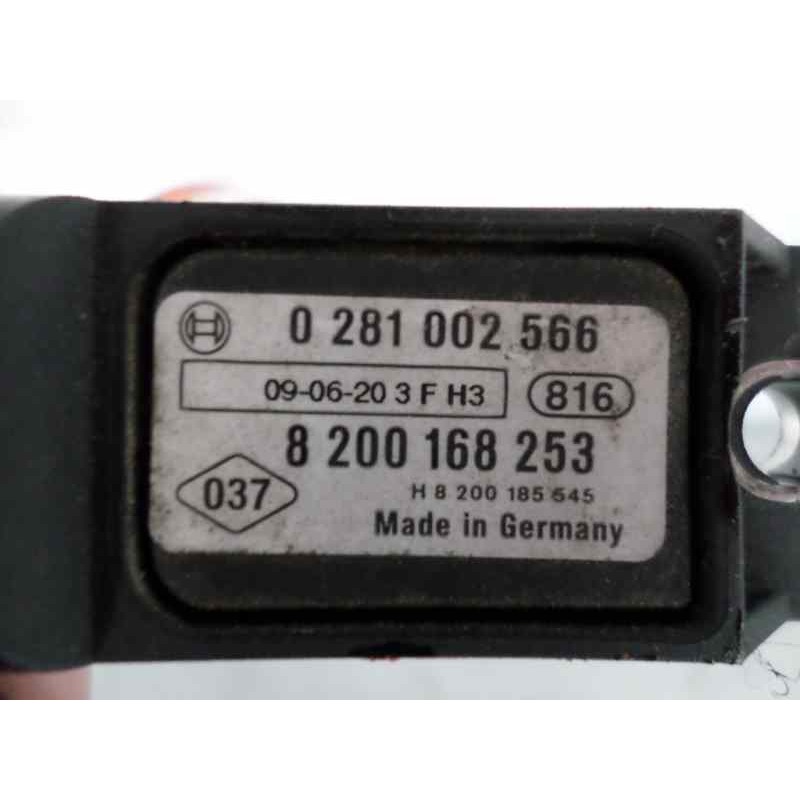 0 281 002 566
09-06-20 3 F H3 816
8 200 168 253
037 H 8 200 185 645
Made in Germany